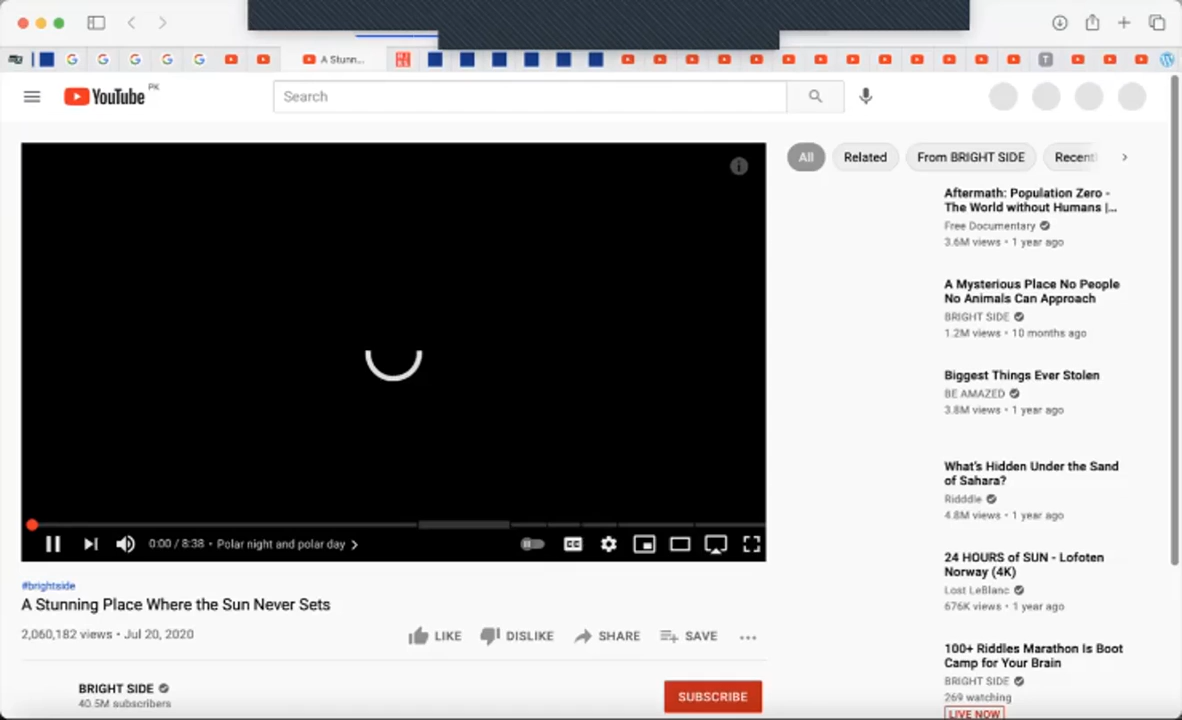 A Stunn...
YouTube PK
Search
All
Related
From BRIGHT SIDE
Recent
Aftermath: Population Zero -
The World without Humans |...
Free Documentary
3.6M views • 1 year ago
A Mysterious Place No People
No Animals Can Approach
BRIGHT SIDE
1.2M views • 10 months ago
Biggest Things Ever Stolen
BE AMAZED
3.8M views • 1 year ago
What's Hidden Under the Sand
of Sahara?
Ridddle
4.8M views • 1 year ago
24 HOURS of SUN - Lofoten
Norway (4K)
Lost LeBlanc
676K views • 1 year ago
100+ Riddles Marathon Is Boot
Camp for Your Brain
BRIGHT SIDE
269 watching
LIVE NOW
0:00 / 8:38 • Polar night and polar day
CC
#brightside
A Stunning Place Where the Sun Never Sets
2,060,182 views • Jul 20, 2020
LIKE
DISLIKE
SHARE
SAVE
BRIGHT SIDE
40.5M subscribers
SUBSCRIBE